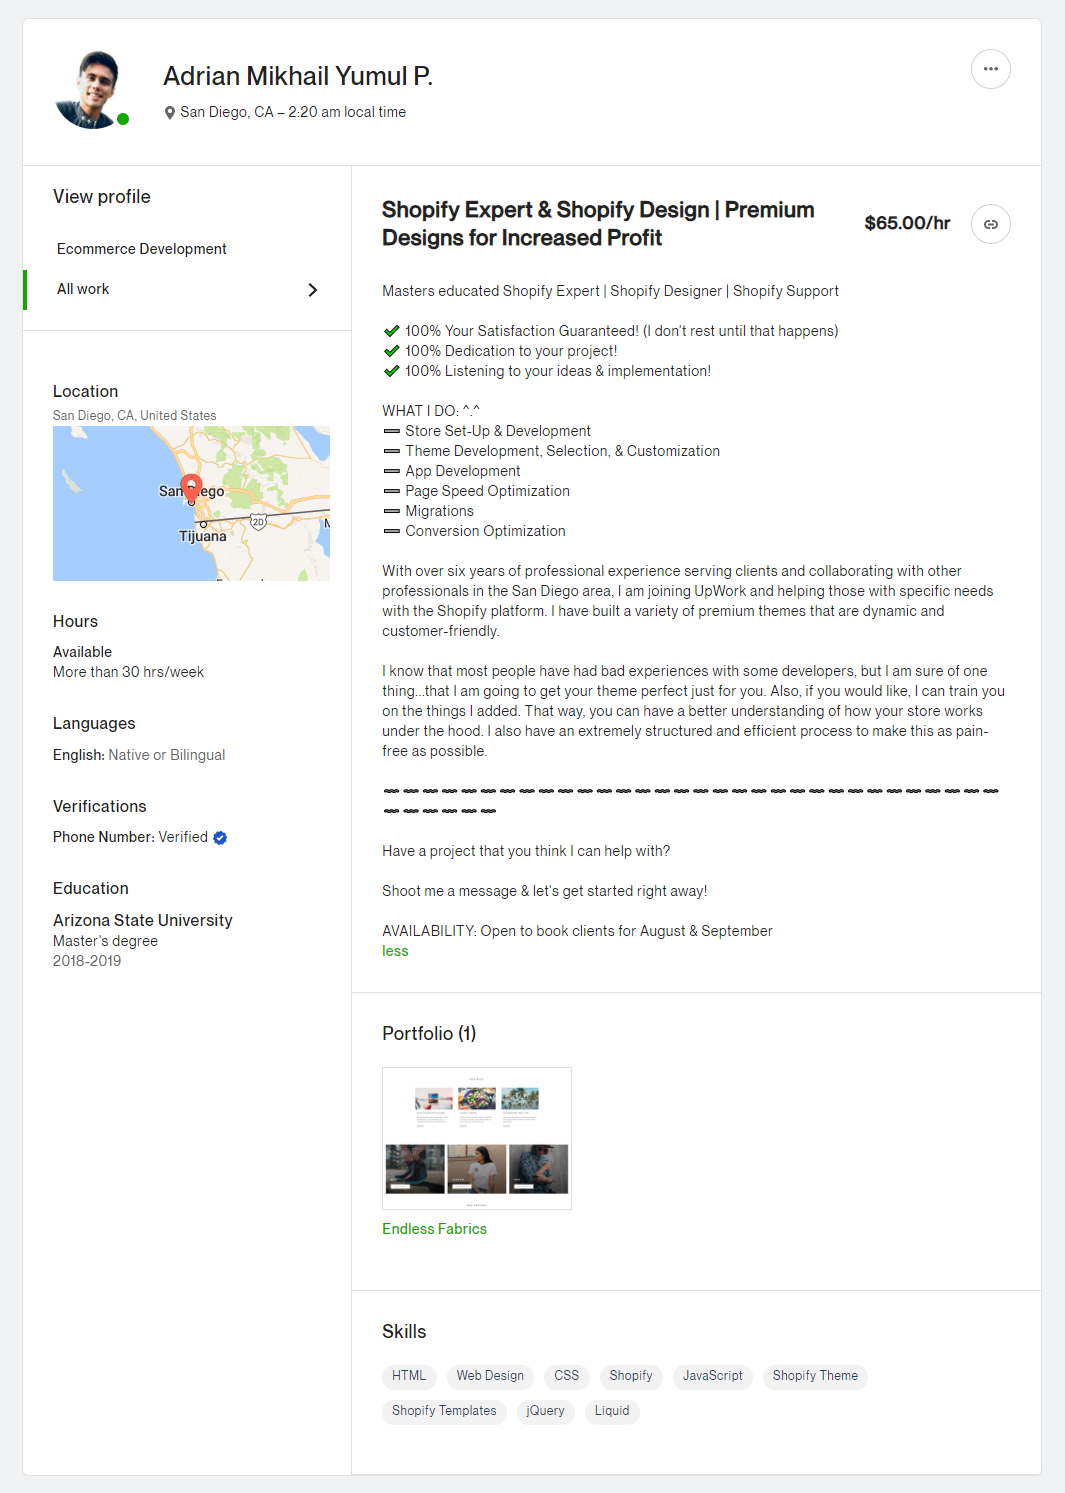 Adrian Mikhail Yumul P.
San Diego, CA – 2:20 am local time
View profile
Ecommerce Development
All work
Location
San Diego, CA, United States
San Diego
Tijuana
2D
Hours
Available
More than 30 hrs/week
Languages
English: Native or Bilingual
Verifications
Phone Number: Verified
Education
Arizona State University
Master's degree
2018-2019
Shopify Expert & Shopify Design | Premium
Designs for Increased Profit
$65.00/hr
Masters educated Shopify Expert | Shopify Designer | Shopify Support
✔ 100% Your Satisfaction Guaranteed! (I don't rest until that happens)
✔ 100% Dedication to your project!
✔ 100% Listening to your ideas & implementation!
WHAT I DO: ^.^
➖ Store Set-Up & Development
➖ Theme Development, Selection, & Customization
➖ App Development
➖ Page Speed Optimization
➖ Migrations
➖ Conversion Optimization
With over six years of professional experience serving clients and collaborating with other
professionals in the San Diego area, I am joining UpWork and helping those with specific needs
with the Shopify platform. I have built a variety of premium themes that are dynamic and
customer-friendly.
I know that most people have had bad experiences with some developers, but I am sure of one
thing...that I am going to get your theme perfect just for you. Also, if you would like, I can train you
on the things I added. That way, you can have a better understanding of how your store works
under the hood. I also have an extremely structured and efficient process to make this as pain-
free as possible.
Have a project that you think I can help with?
Shoot me a message & let's get started right away!
AVAILABILITY: Open to book clients for August & September
less
Portfolio (1)
Endless Fabrics
Skills
HTML
Web Design
CSS
Shopify
JavaScript
Shopify Theme
Shopify Templates
jQuery
Liquid